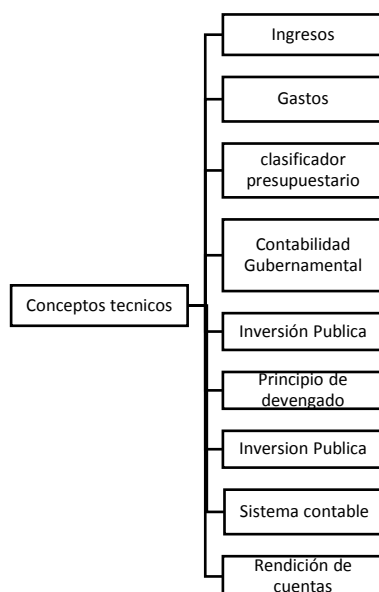 Ingresos
Gastos
clasificador
presupuestario
Contabilidad
Gubernamental
Conceptos tecnicos
Inversión Publica
Principio de
devengado
Inversion Publica
Sistema contable
Rendición de
cuentas